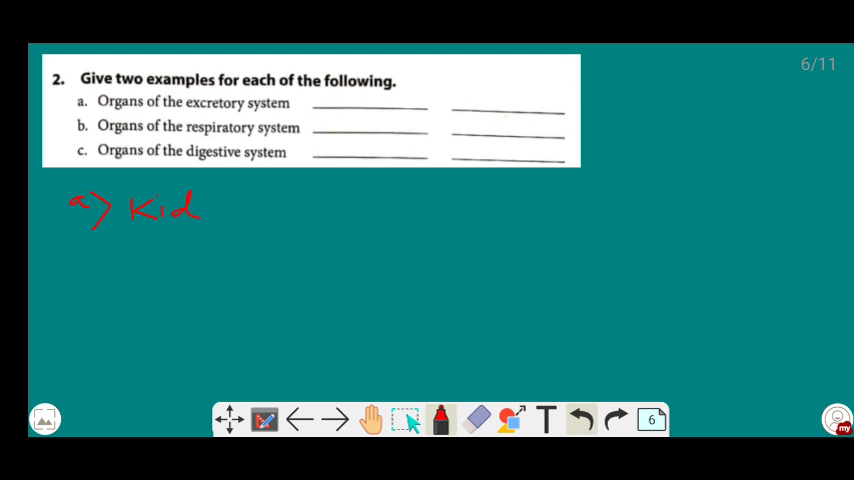 6/11
2. Give two examples for each of the following.
a. Organs of the excretory system
b. Organs of the respiratory system
c. Organs of the digestive system
a) Kid
T
6
my